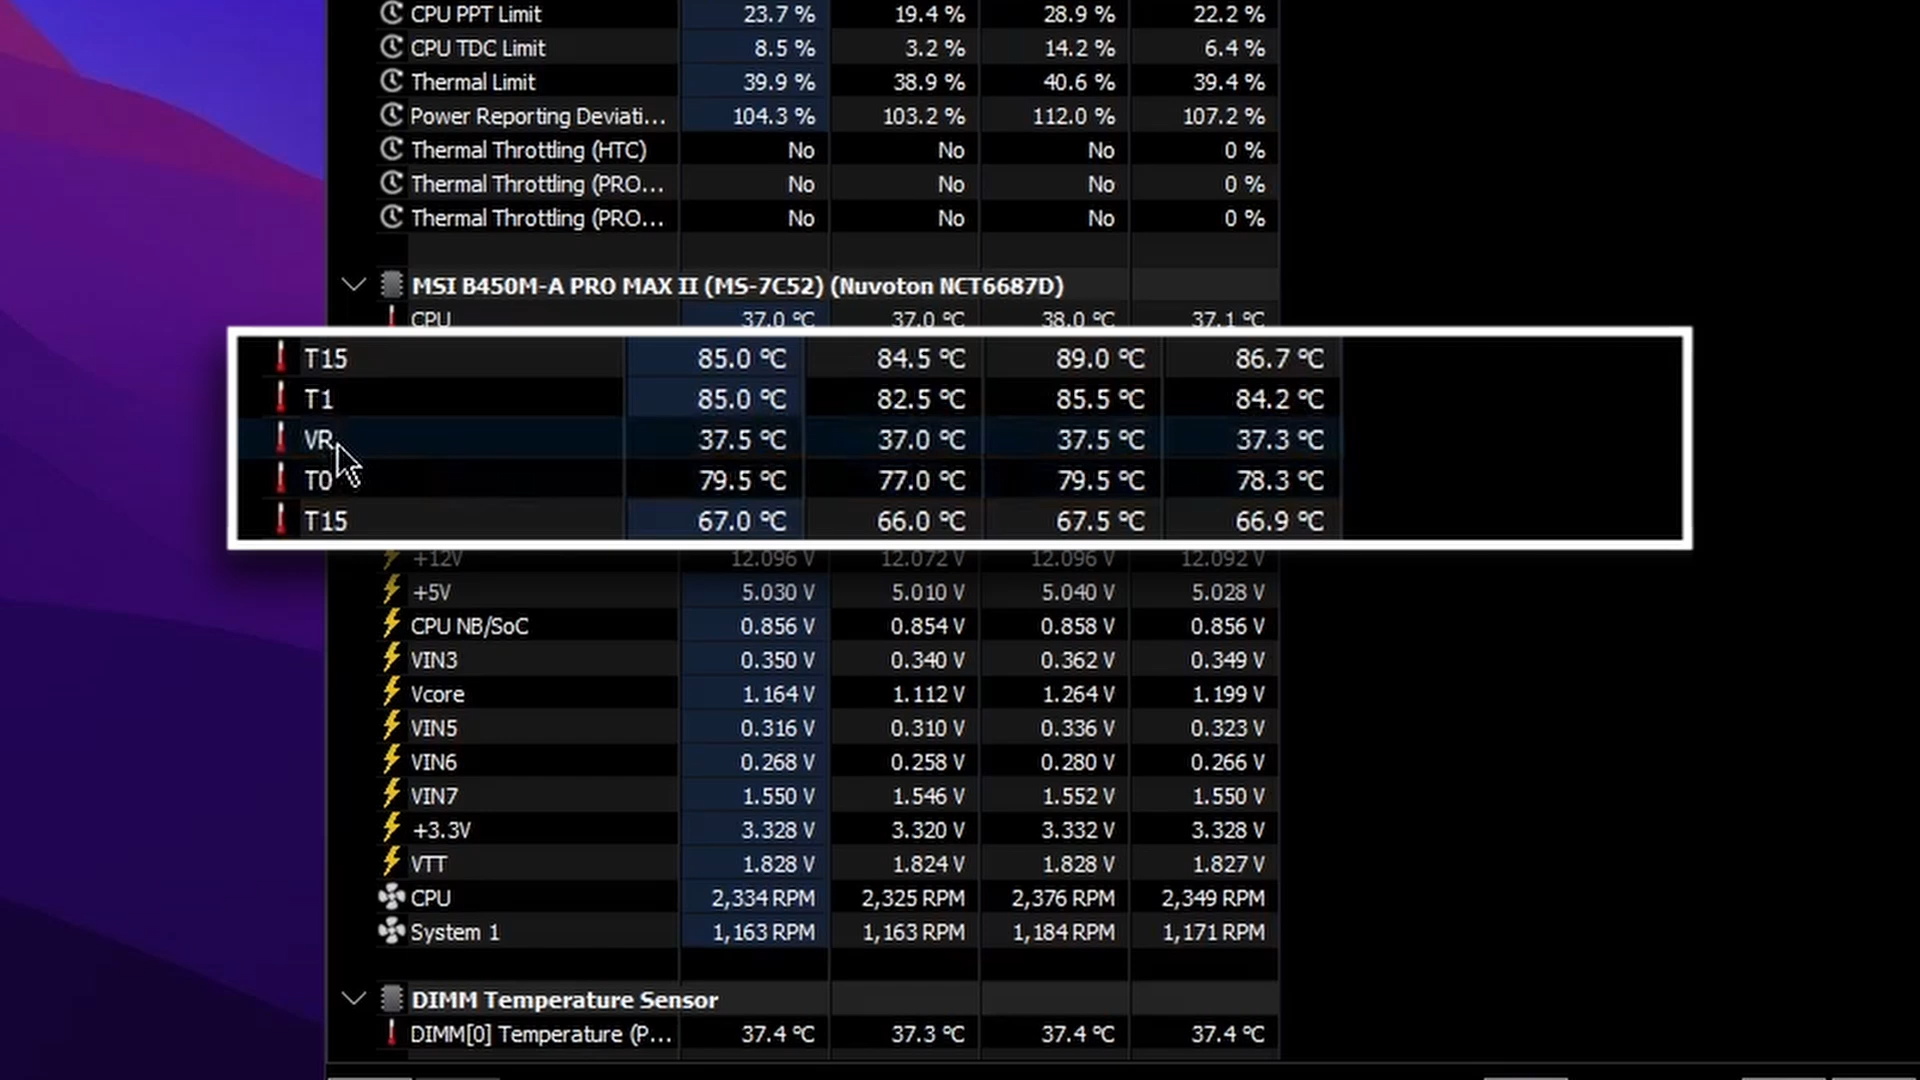 CPU PPT Limit 23.7 % 19.4 % 28.9 % 22.2 %
CPU TDC Limit 8.5 % 3.2 % 14.2 % 6.4 %
Thermal Limit 39.9 % 38.9 % 40.6 % 39.4 %
Power Reporting Deviati... 104.3 % 103.2 % 112.0 % 107.2 %
Thermal Throttling (HTC) No No No 0 %
Thermal Throttling (PRO... No No No 0 %
Thermal Throttling (PRO... No No No 0 %
MSI B450M-A PRO MAX II (MS-7C52) (Nuvoton NCT6687D)
CPU 37.0 °C 37.0 °C 38.0 °C 37.1 °C
T15 85.0 °C 84.5 °C 89.0 °C 86.7 °C
T1 85.0 °C 82.5 °C 85.5 °C 84.2 °C
VR 37.5 °C 37.0 °C 37.5 °C 37.3 °C
T0 79.5 °C 77.0 °C 79.5 °C 78.3 °C
T15 67.0 °C 66.0 °C 67.5 °C 66.9 °C
+12V 12.096 V 12.072 V 12.096 V 12.092 V
+5V 5.030 V 5.010 V 5.040 V 5.028 V
CPU NB/SoC 0.856 V 0.854 V 0.858 V 0.856 V
VIN3 0.350 V 0.340 V 0.362 V 0.349 V
Vcore 1.164 V 1.112 V 1.264 V 1.199 V
VIN5 0.316 V 0.310 V 0.336 V 0.323 V
VIN6 0.268 V 0.258 V 0.280 V 0.266 V
VIN7 1.550 V 1.546 V 1.552 V 1.550 V
+3.3V 3.328 V 3.320 V 3.332 V 3.328 V
VTT 1.828 V 1.824 V 1.828 V 1.827 V
CPU 2,334 RPM 2,325 RPM 2,376 RPM 2,349 RPM
System 1 1,163 RPM 1,163 RPM 1,184 RPM 1,171 RPM
DIMM Temperature Sensor
DIMM[0] Temperature (P... 37.4 °C 37.3 °C 37.4 °C 37.4 °C